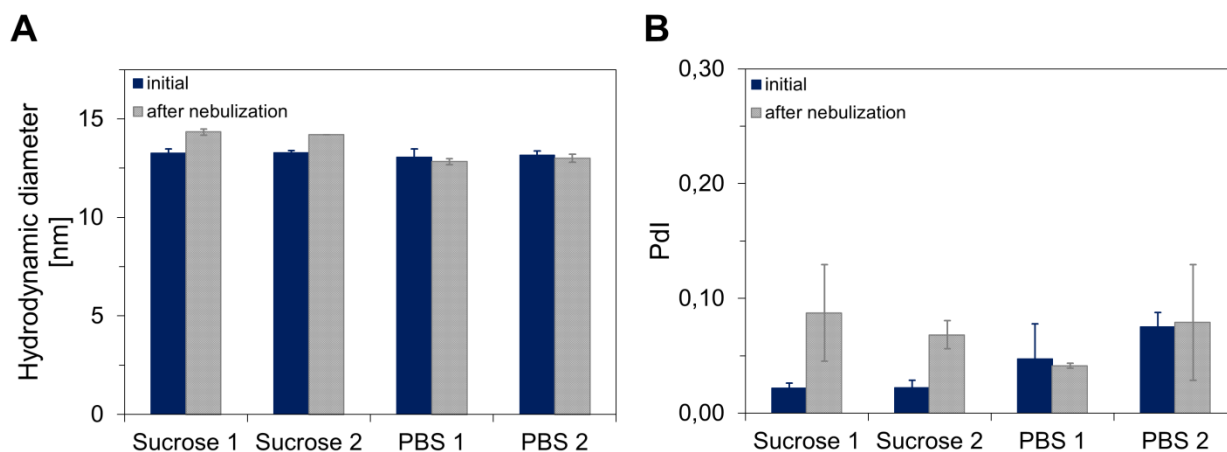 A
Hydrodynamic diameter
[nm]
15
10
5
0
initial
after nebulization
Sucrose 1 Sucrose 2 PBS 1 PBS 2
B
PdI
0,30
0,20
0,10
0,00
initial
after nebulization
Sucrose 1 Sucrose 2 PBS 1 PBS 2